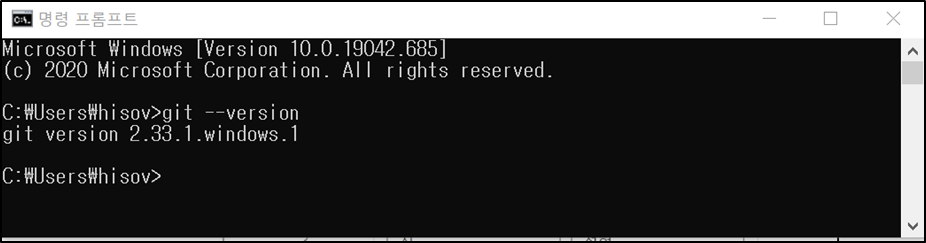 명령 프롬프트
Microsoft Windows [Version 10.0.19042.685]
(c) 2020 Microsoft Corporation. All rights reserved.
C:₩Users₩hisov>git --version
git version 2.33.1.windows.1
C:₩Users₩hisov>